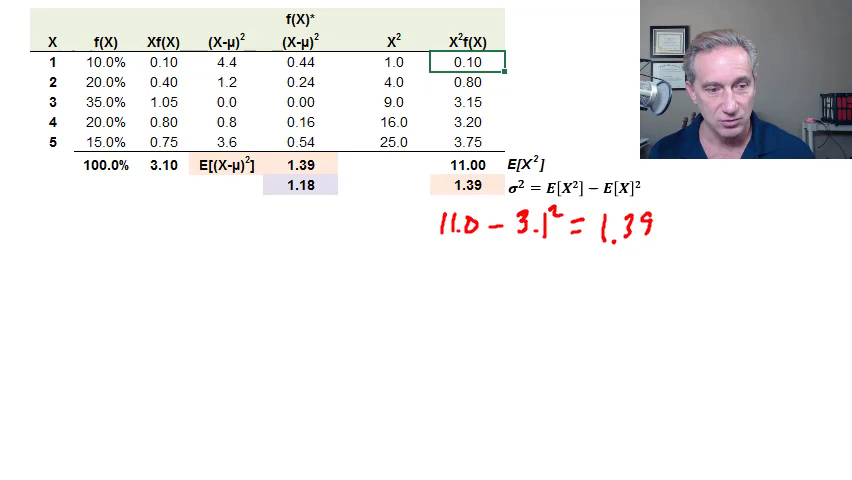 f(X)*
X f(X) Xf(X) (X-µ)² (X-µ)² X² X²f(X)
1 10.0% 0.10 4.4 0.44 1.0 0.10
2 20.0% 0.40 1.2 0.24 4.0 0.80
3 35.0% 1.05 0.0 0.00 9.0 3.15
4 20.0% 0.80 0.8 0.16 16.0 3.20
5 15.0% 0.75 3.6 0.54 25.0 3.75
100.0% 3.10 E[(X-µ)²] 1.39 11.00 E[X²]
1.18 1.39 σ² = E[X²] − E[X]²
11.0 − 3.1² = 1.39